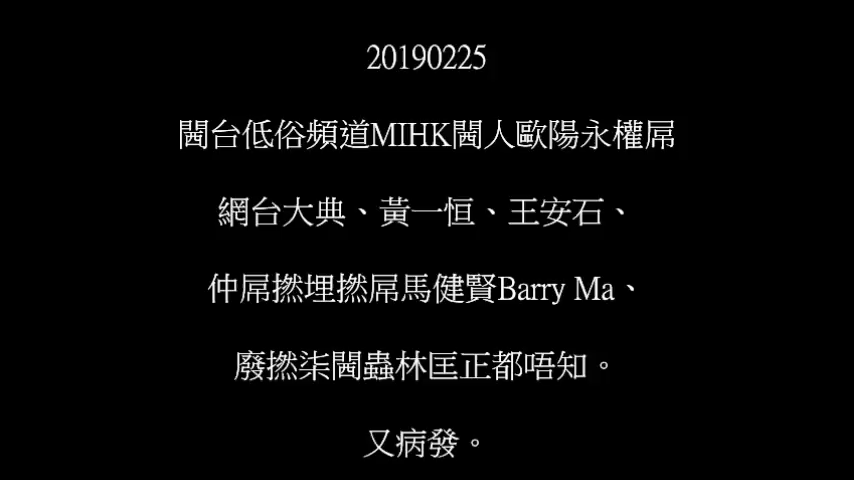 20190225
閪台低俗頻道MIHK閪人歐陽永權屌
網台大典、黃一恒、王安石、
仲屌撚埋撚屌馬健賢Barry Ma、
廢撚柒閪蟲林匡正都唔知。
又病發。